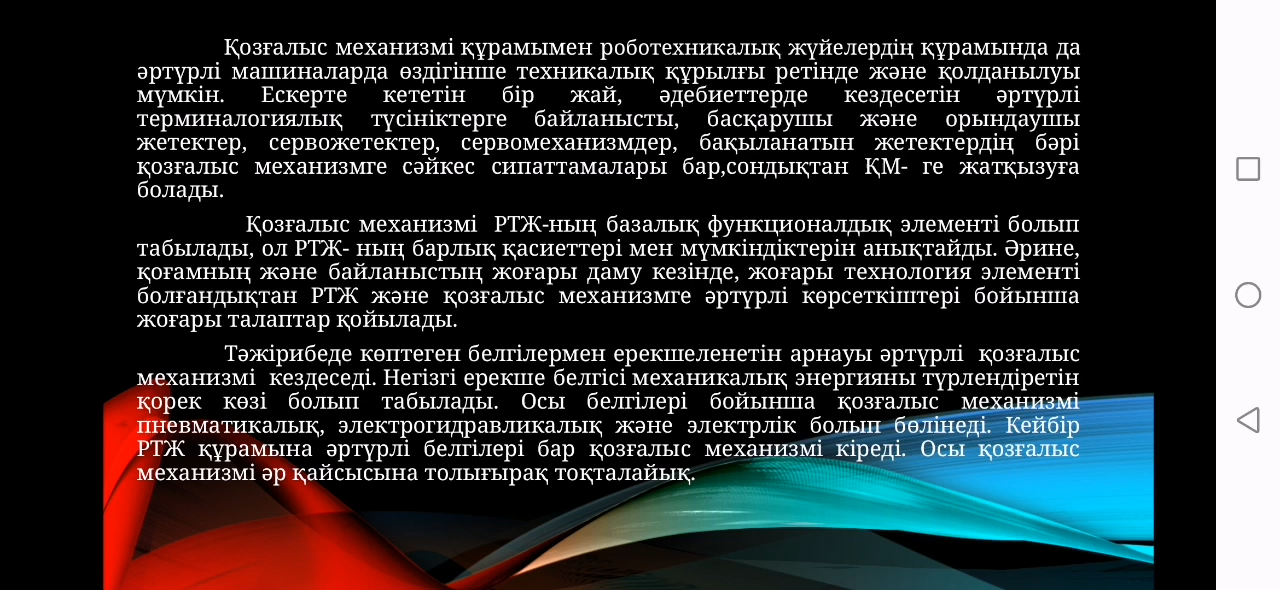 Қозғалыс механизмі құрамымен роботехникалық жүйелердің құрамында да
әртүрлі машиналарда өздігінше техникалық құрылғы ретінде және қолданылуы
мүмкін. Ескерте кететін бір жай, әдебиеттерде кездесетін әртүрлі
терминалогиялық түсініктерге байланысты, басқарушы және орындаушы
жетектер, сервожетектер, сервомеханизмдер, бақыланатын жетектердің бәрі
қозғалыс механизмге сәйкес сипаттамалары бар,сондықтан ҚМ- ге жатқызуға
болады.
Қозғалыс механизмі РТЖ-ның базалық функционалдық элементі болып
табылады, ол РТЖ- ның барлық қасиеттері мен мүмкіндіктерін анықтайды. Әрине,
қоғамның және байланыстың жоғары даму кезінде, жоғары технология элементі
болғандықтан РТЖ және қозғалыс механизмге әртүрлі көрсеткіштері бойынша
жоғары талаптар қойылады.
Тәжірибеде көптеген белгілермен ерекшеленетін арнауы әртүрлі қозғалыс
механизмі кездеседі. Негізгі ерекше белгісі механикалық энергияны түрлендіретін
қорек көзі болып табылады. Осы белгілері бойынша қозғалыс механизмі
пневматикалық, электрогидравликалық және электрлік болып бөлінеді. Кейбір
РТЖ құрамына әртүрлі белгілері бар қозғалыс механизмі кіреді. Осы қозғалыс
механизмі әр қайсысына толығырақ тоқталайық.